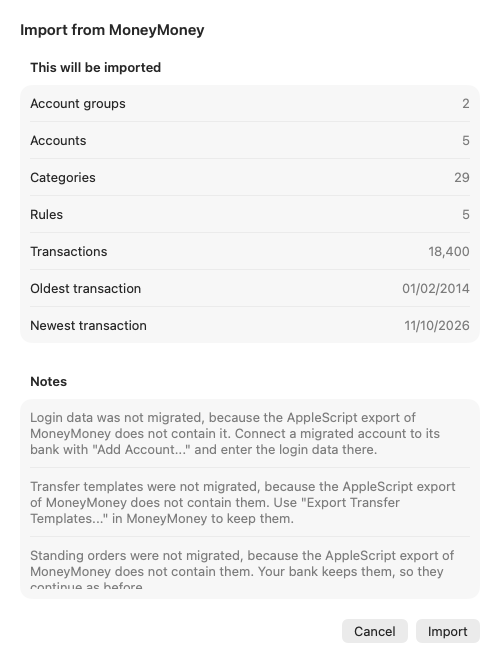 Import from MoneyMoney
This will be imported
Account groups 2
Accounts 5
Categories 29
Rules 5
Transactions 18,400
Oldest transaction 01/02/2014
Newest transaction 11/10/2026
Notes
Login data was not migrated, because the AppleScript export of
MoneyMoney does not contain it. Connect a migrated account to its
bank with "Add Account..." and enter the login data there.
Transfer templates were not migrated, because the AppleScript export
of MoneyMoney does not contain them. Use "Export Transfer
Templates..." in MoneyMoney to keep them.
Standing orders were not migrated, because the AppleScript export of
MoneyMoney does not contain them. Your bank keeps them, so they
continue as before
Cancel Import